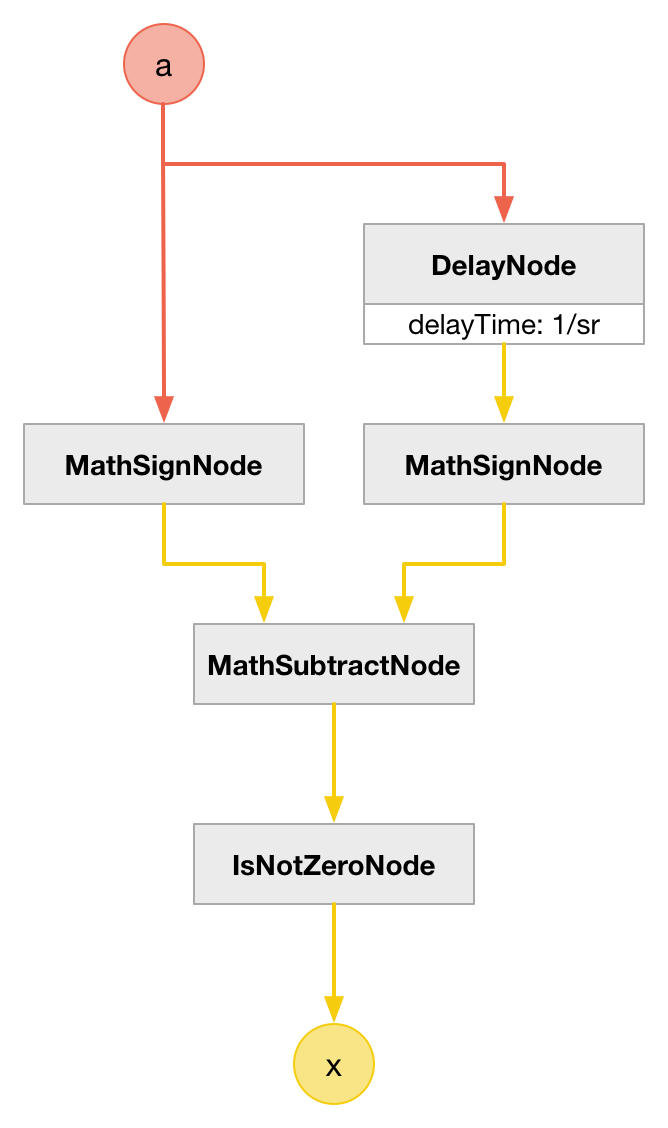 a
DelayNode
delayTime: 1/sr
MathSignNode
MathSignNode
MathSubtractNode
IsNotZeroNode
x